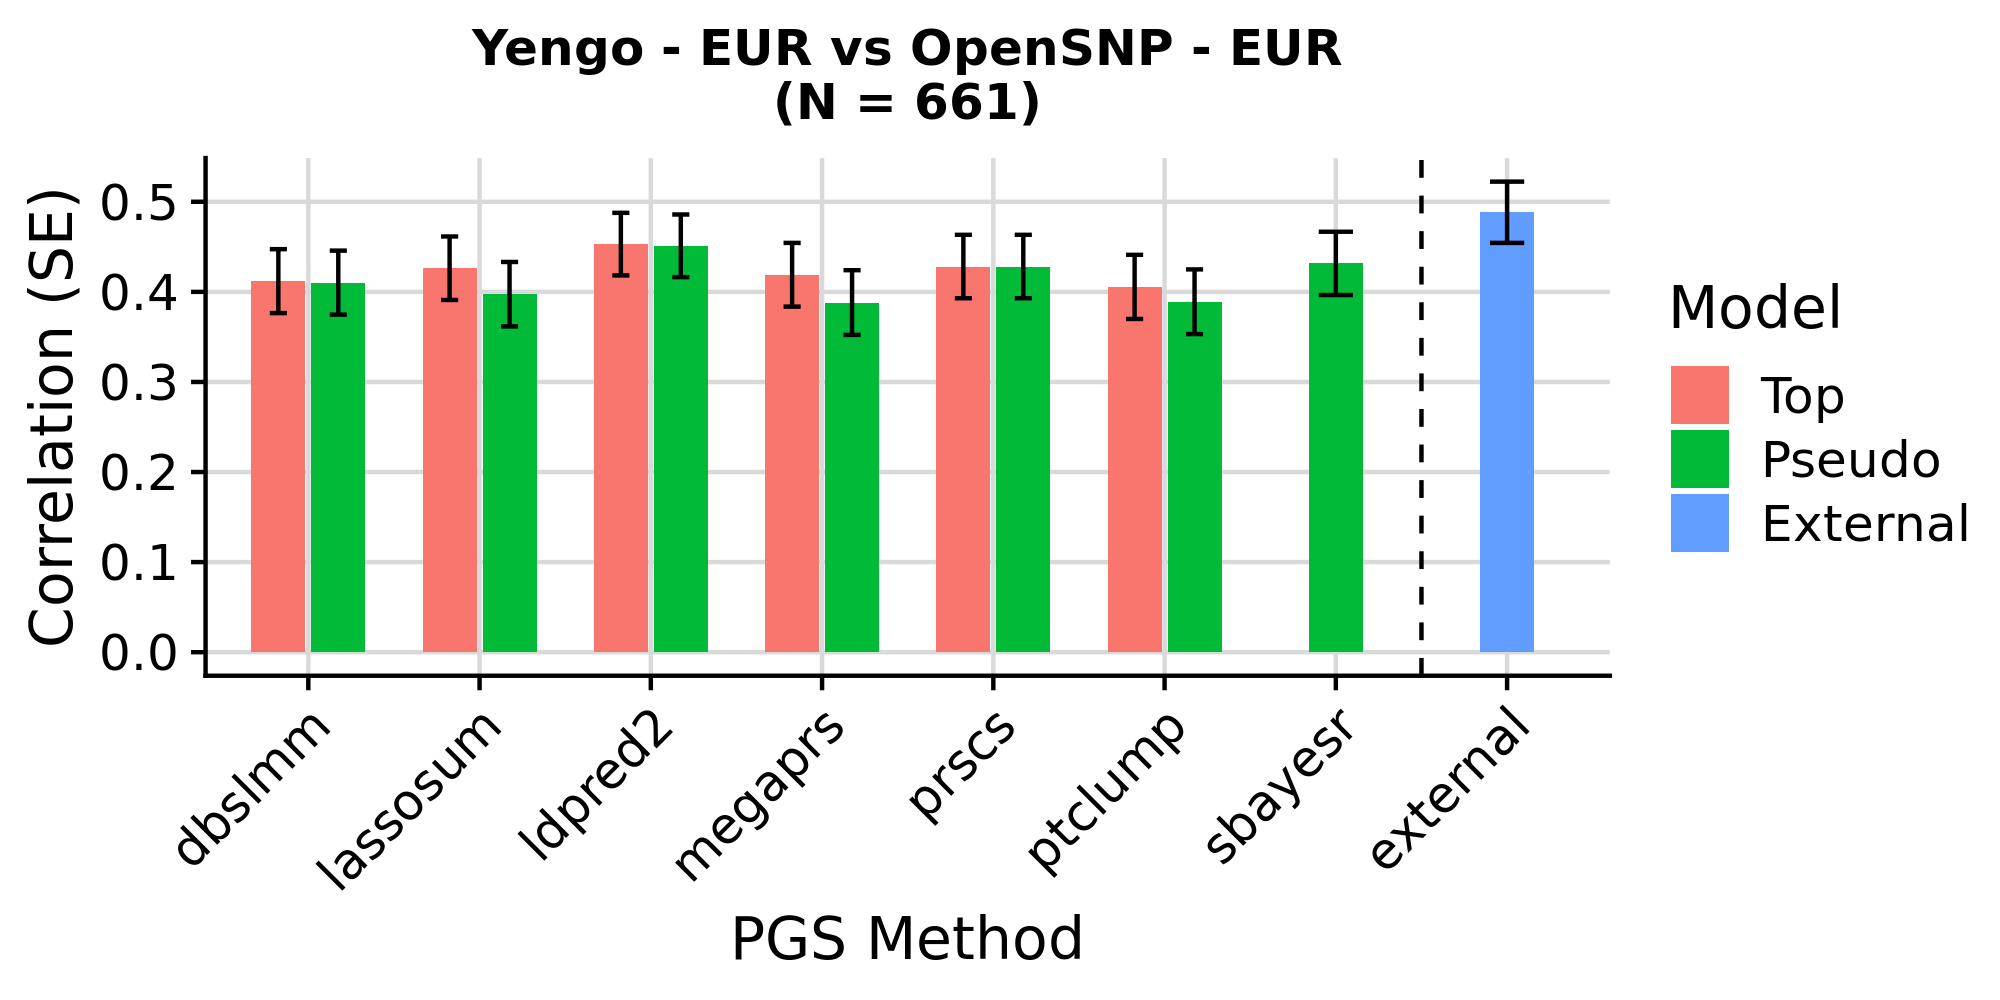 Yengo - EUR vs OpenSNP - EUR
(N = 661)
Correlation (SE)
0.5
0.4
0.3
0.2
0.1
0.0
dbslmm
lassosum
ldpred2
megaprs
prscs
ptclump
sbayesr
external
PGS Method
Model
Top
Pseudo
External